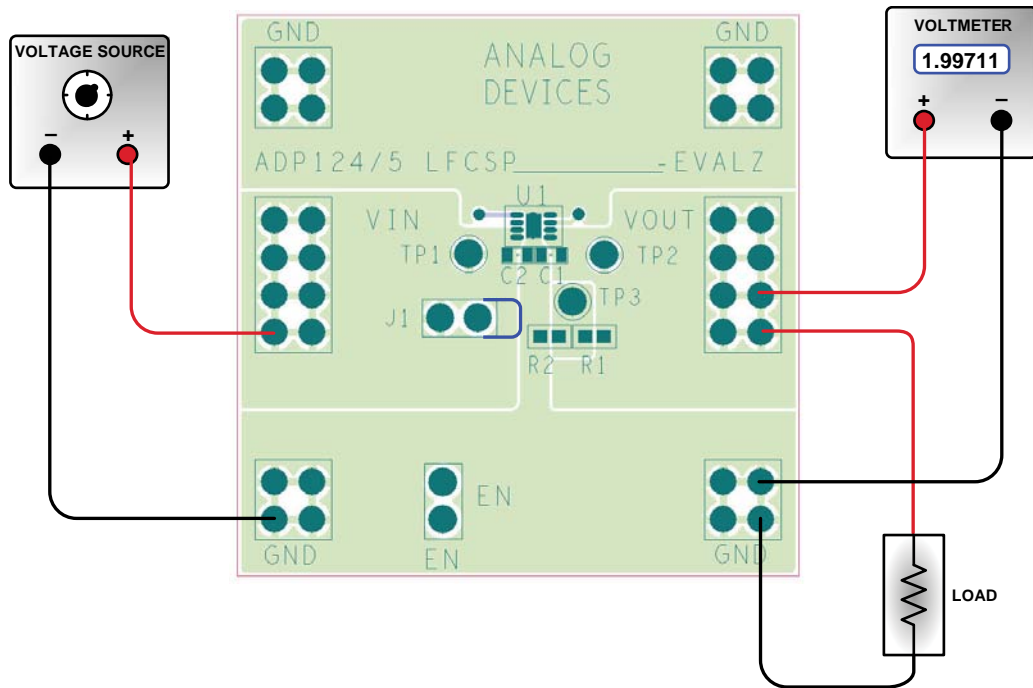 VOLTAGE SOURCE
− +
GND
GND
ANALOG
DEVICES
VOLTMETER
1.99711
+ −
ADP124/5 LFCSP_____________-EVALZ
U1
VIN
VOUT
TP1
TP2
C2 C1
TP3
J1
R2 R1
EN
GND
EN
GND
LOAD